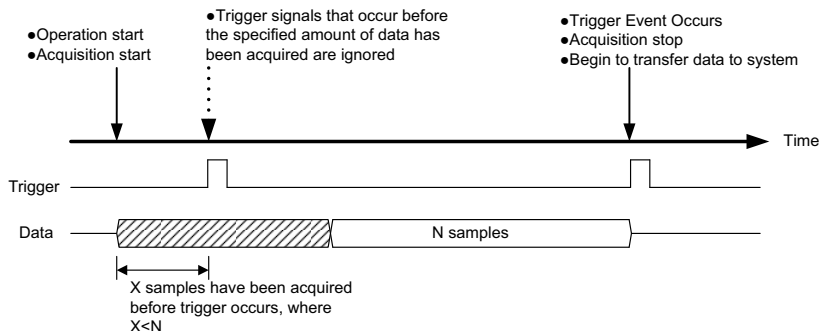 ●Operation start
●Acquisition start
●Trigger signals that occur before
the specified amount of data has
been acquired are ignored
●Trigger Event Occurs
●Acquisition stop
●Begin to transfer data to system
Time
Trigger
Data
N samples
X samples have been acquired
before trigger occurs, where
X<N